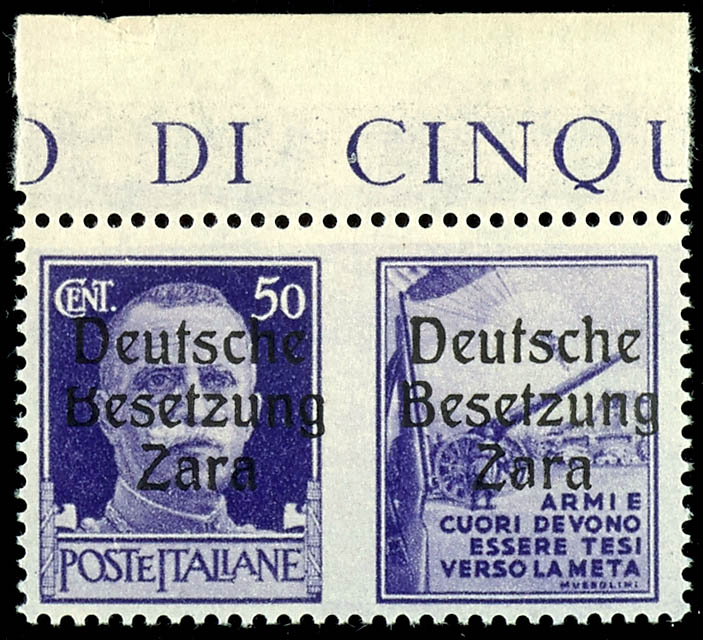 O DI CINQU
CENT. 50
Deutsche
Besetzung
Zara
POSTE ITALIANE
Deutsche
Besetzung
Zara
ARMI E
CUORI DEVONO
ESSERE TESI
VERSO LA META
MUSSOLINI